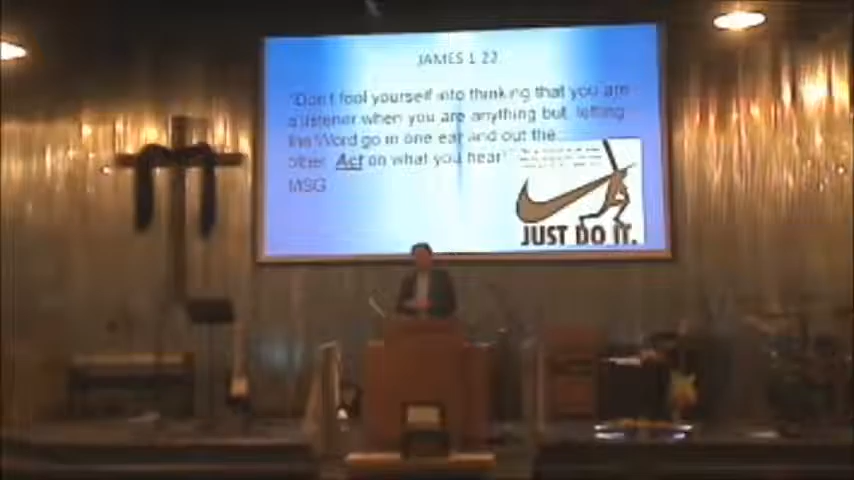 JAMES 1 22
"Don't fool yourself into thinking that you are
a listener when you are anything but, letting
the Word go in one ear and out the
other. Act on what you hear"
MSG
JUST DO IT.